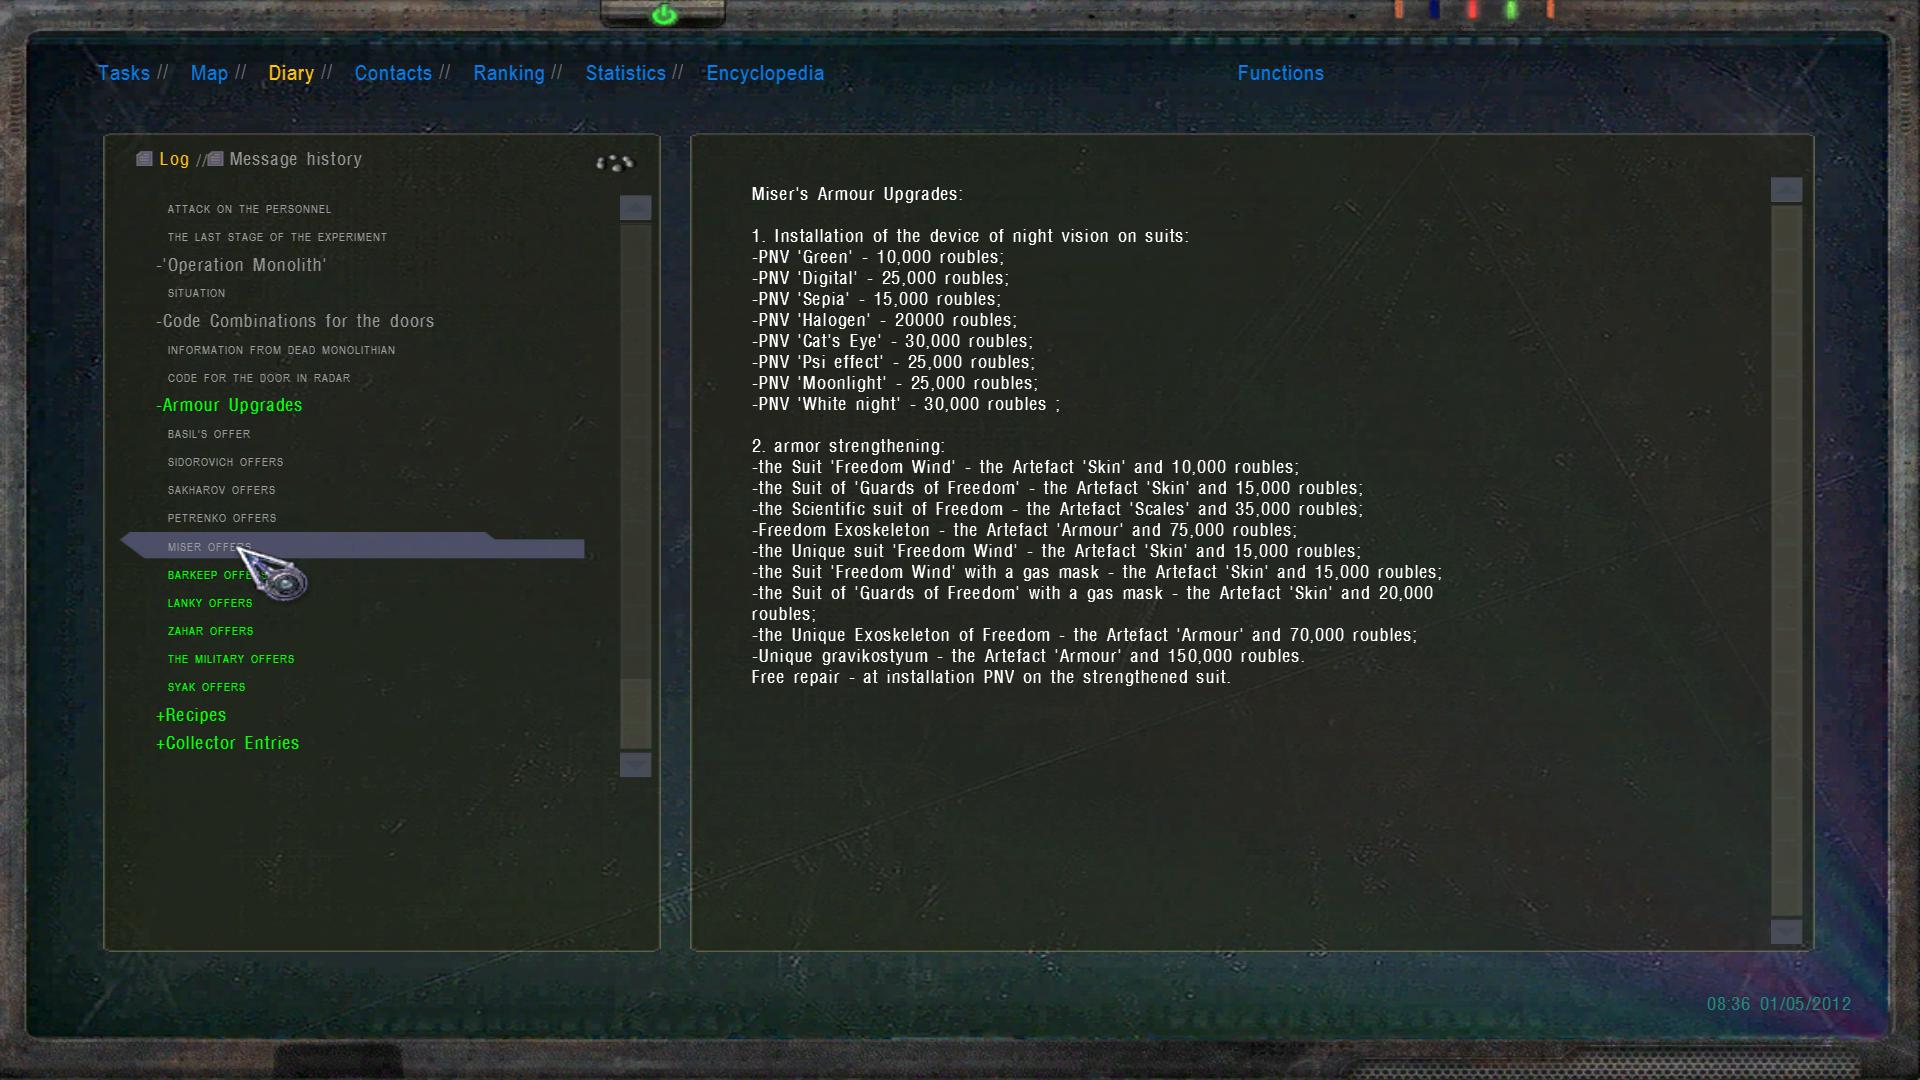 Tasks // Map // Diary // Contacts // Ranking // Statistics // Encyclopedia Functions
Log // Message history
ATTACK ON THE PERSONNEL
THE LAST STAGE OF THE EXPERIMENT
-'Operation Monolith'
SITUATION
-Code Combinations for the doors
INFORMATION FROM DEAD MONOLITHIAN
CODE FOR THE DOOR IN RADAR
-Armour Upgrades
BASIL'S OFFER
SIDOROVICH OFFERS
SAKHAROV OFFERS
PETRENKO OFFERS
MISER OFFERS
BARKEEP OFFERS
LANKY OFFERS
ZAHAR OFFERS
THE MILITARY OFFERS
SYAK OFFERS
+Recipes
+Collector Entries
Miser's Armour Upgrades:
1. Installation of the device of night vision on suits:
-PNV 'Green' - 10,000 roubles;
-PNV 'Digital' - 25,000 roubles;
-PNV 'Sepia' - 15,000 roubles;
-PNV 'Halogen' - 20000 roubles;
-PNV 'Cat's Eye' - 30,000 roubles;
-PNV 'Psi effect' - 25,000 roubles;
-PNV 'Moonlight' - 25,000 roubles;
-PNV 'White night' - 30,000 roubles ;
2. armor strengthening:
-the Suit 'Freedom Wind' - the Artefact 'Skin' and 10,000 roubles;
-the Suit of 'Guards of Freedom' - the Artefact 'Skin' and 15,000 roubles;
-the Scientific suit of Freedom - the Artefact 'Scales' and 35,000 roubles;
-Freedom Exoskeleton - the Artefact 'Armour' and 75,000 roubles;
-the Unique suit 'Freedom Wind' - the Artefact 'Skin' and 15,000 roubles;
-the Suit 'Freedom Wind' with a gas mask - the Artefact 'Skin' and 15,000 roubles;
-the Suit of 'Guards of Freedom' with a gas mask - the Artefact 'Skin' and 20,000
roubles;
-the Unique Exoskeleton of Freedom - the Artefact 'Armour' and 70,000 roubles;
-Unique gravikostyum - the Artefact 'Armour' and 150,000 roubles.
Free repair - at installation PNV on the strengthened suit.
08:36 01/05/2012